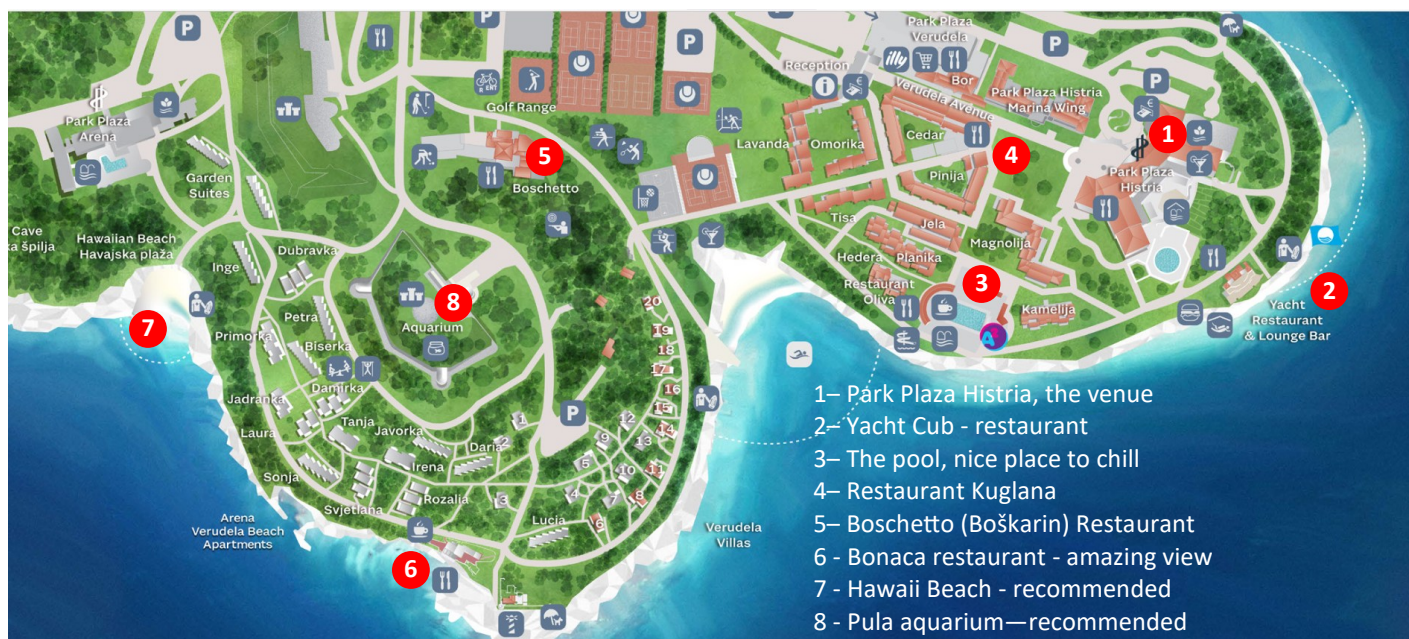 P
Park Plaza
Verudela
illy
Bor
P
P
P
Reception
i
RENT
Golf Range
Verudela Avenue
Park Plaza Histria
Marina Wing
€
€
Park Plaza
Arena
Garden
Suites
5
Boschetto
Lavanda
Omorika
Cedar
4
Pinija
1
Park Plaza
Histria
Cave
ka špilja
Hawaiian Beach
Havajska plaža
Inge
Dubravka
Tisa
Jela
Magnolija
Hedera
Planika
Restaurant
Oliva
3
Kamelija
A
2
Yacht
Restaurant
& Lounge Bar
7
Primorka
Petra
Biserka
8
Aquarium
Damirka
Jadranka
Laura
Tanja
Javorka
Daria
Irena
Sonja
Rozalia
Svjetlana
Lucia
P
20
19
18
17
16
15
14
13
12
11
10
9
8
7
6
5
4
3
2
1
Arena
Verudela Beach
Apartments
6
Verudela
Villas
1– Park Plaza Histria, the venue
2– Yacht Cub - restaurant
3– The pool, nice place to chill
4– Restaurant Kuglana
5– Boschetto (Boškarin) Restaurant
6 - Bonaca restaurant - amazing view
7 - Hawaii Beach - recommended
8 - Pula aquarium—recommended